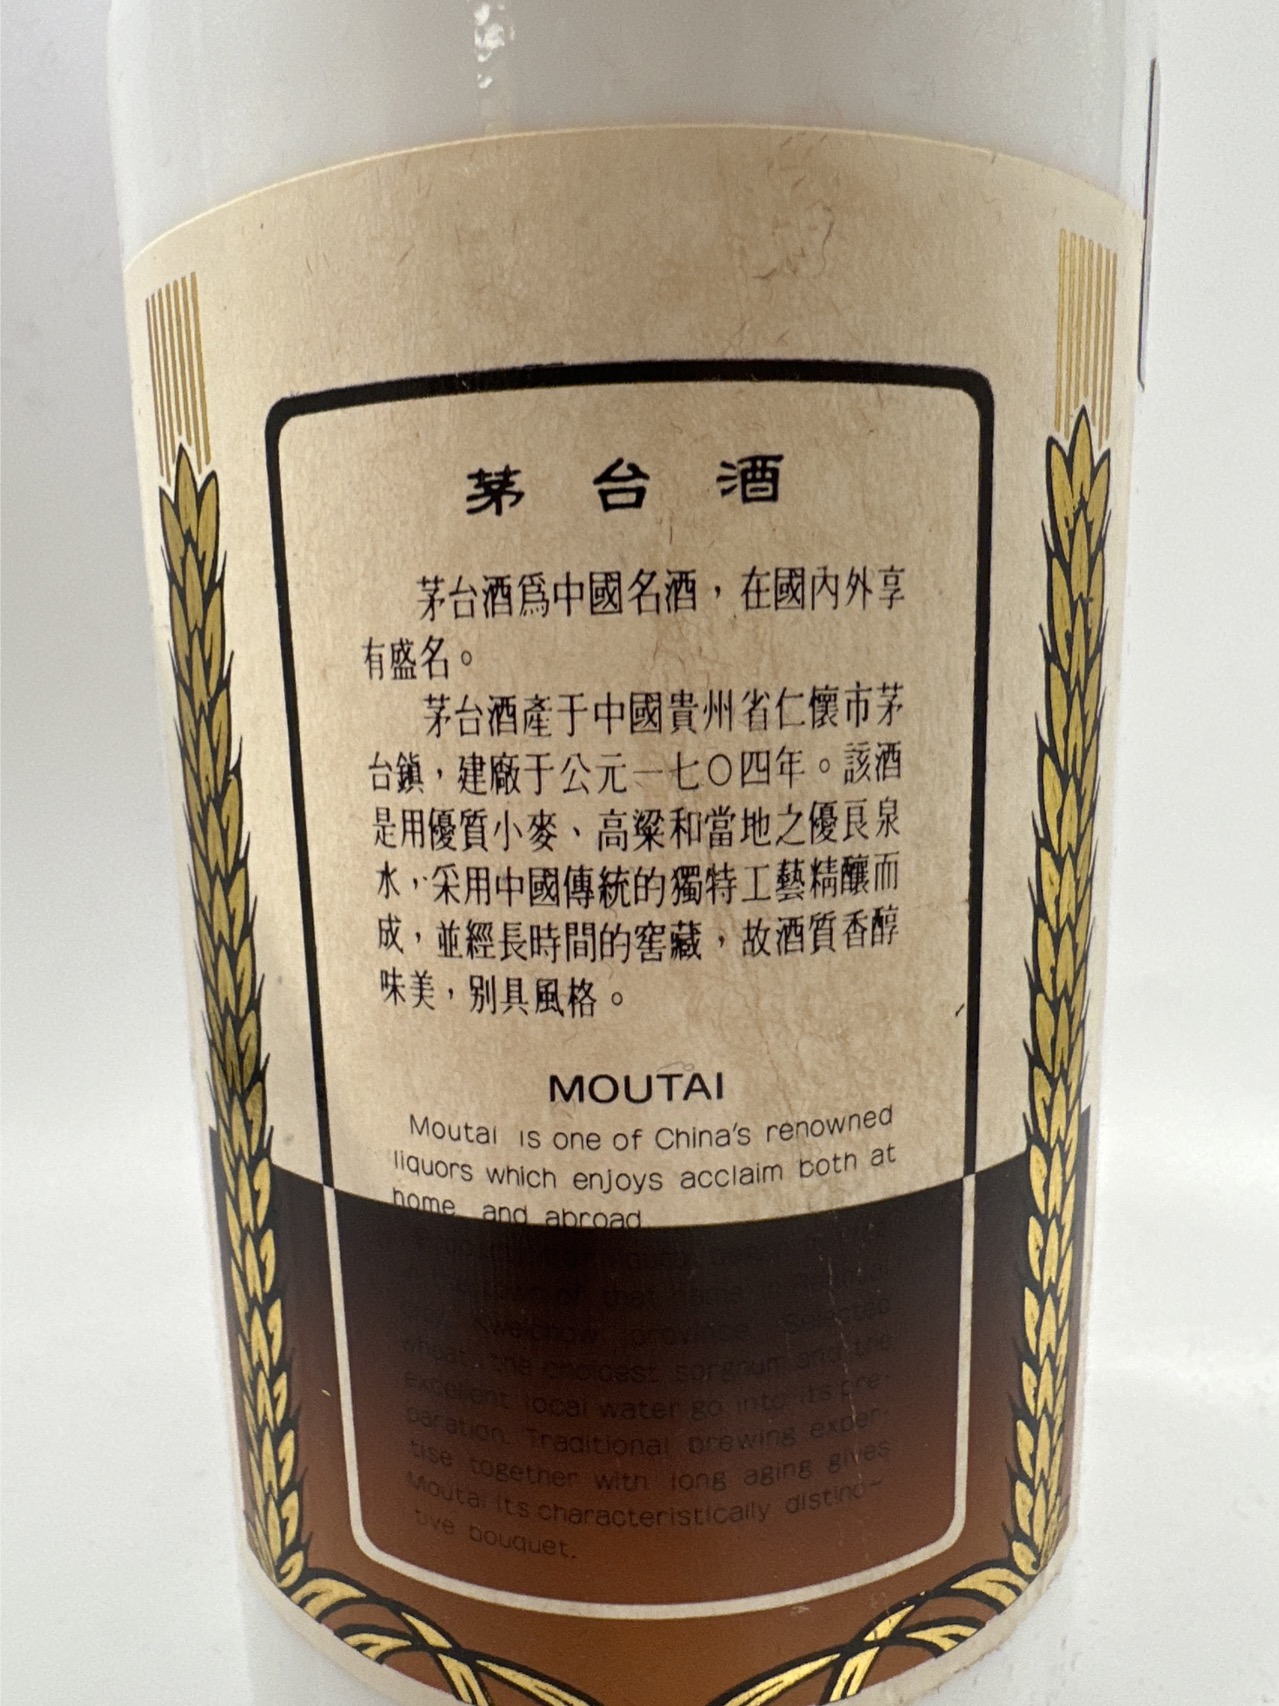 茅台酒
茅台酒爲中國名酒，在國內外享
有盛名。
茅台酒產于中國貴州省仁懷市茅
台鎮，建廠于公元一七〇四年。該酒
是用優質小麥、高粱和當地之優良泉
水，采用中國傳統的獨特工藝精釀而
成，並經長時間的窖藏，故酒質香醇
味美，别具風格。
MOUTAI
Moutai is one of China's renowned
liquors which enjoys acclaim both at
home and abroad.
town of that name in
Kweichow province Selected
wheat, the choicest sorghum and the
excellent local water go into its pre-
paration. Traditional brewing exper-
tise together with long aging gives
Moutai its characteristically distinc-
tive bouquet.